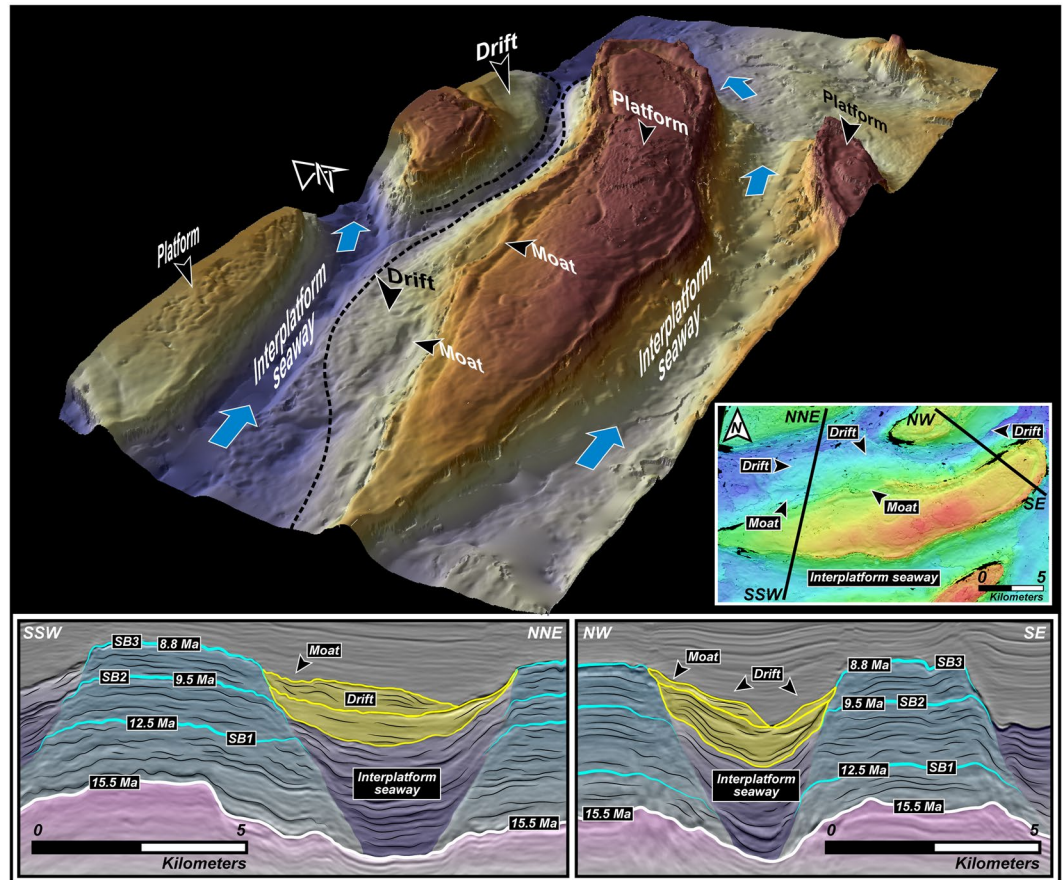 Drift
Platform
Platform
N
Platform
Moat
Drift
Interplatform
seaway
Moat
Interplatform
seaway
N
NNE
NW
Drift
Drift
Drift
Moat
Moat
SE
SSW
Interplatform seaway
0 5
Kilometers
SSW
NNE
SB3
8.8 Ma
Moat
SB2
9.5 Ma
Drift
12.5 Ma
SB1
Interplatform
seaway
15.5 Ma
15.5 Ma
0 5
Kilometers
NW
SE
Moat
Drift
8.8 Ma
SB3
9.5 Ma
SB2
Interplatform
seaway
12.5 Ma
SB1
15.5 Ma
15.5 Ma
0 5
Kilometers